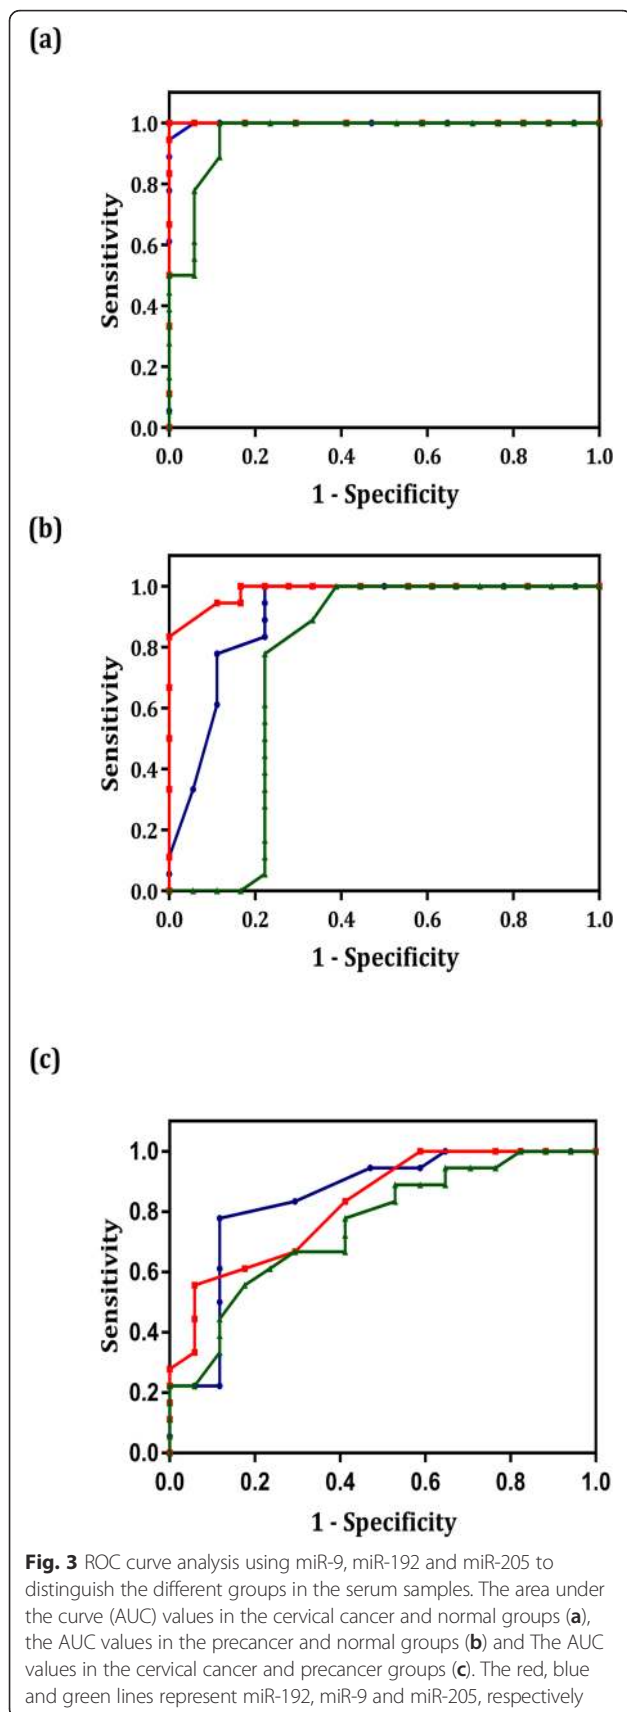 (a)
1.0
0.8
0.6
0.4
0.2
0.0
Sensitivity
0.0 0.2 0.4 0.6 0.8 1.0
1 - Specificity
(b)
1.0
0.8
0.6
0.4
0.2
0.0
Sensitivity
0.0 0.2 0.4 0.6 0.8 1.0
1 - Specificity
(c)
1.0
0.8
0.6
0.4
0.2
0.0
Sensitivity
0.0 0.2 0.4 0.6 0.8 1.0
1 - Specificity
Fig. 3 ROC curve analysis using miR-9, miR-192 and miR-205 to
distinguish the different groups in the serum samples. The area under
the curve (AUC) values in the cervical cancer and normal groups (a),
the AUC values in the precancer and normal groups (b) and The AUC
values in the cervical cancer and precancer groups (c). The red, blue
and green lines represent miR-192, miR-9 and miR-205, respectively